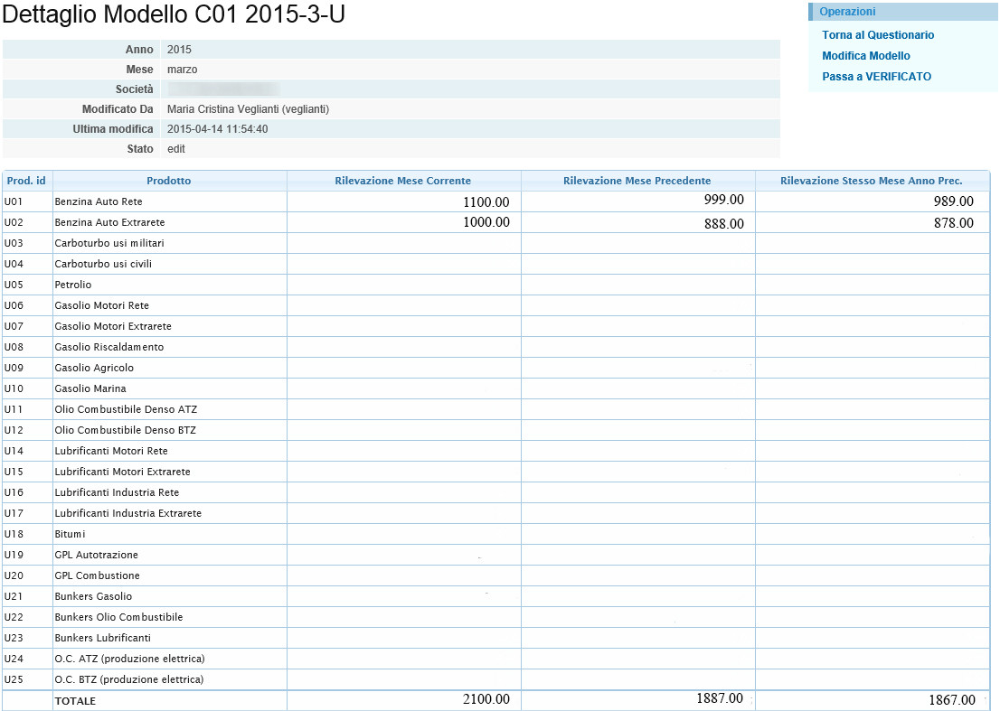 Dettaglio Modello C01 2015-3-U
Operazioni
Torna al Questionario
Modifica Modello
Passa a VERIFICATO
Anno 2015
Mese marzo
Società
Modificato Da Maria Cristina Veglianti (veglianti)
Ultima modifica 2015-04-14 11:54:40
Stato edit
Prod. id Prodotto Rilevazione Mese Corrente Rilevazione Mese Precedente Rilevazione Stesso Mese Anno Prec.
U01 Benzina Auto Rete 1100.00 999.00 989.00
U02 Benzina Auto Extrarete 1000.00 888.00 878.00
U03 Carboturbo usi militari
U04 Carboturbo usi civili
U05 Petrolio
U06 Gasolio Motori Rete
U07 Gasolio Motori Extrarete
U08 Gasolio Riscaldamento
U09 Gasolio Agricolo
U10 Gasolio Marina
U11 Olio Combustibile Denso ATZ
U12 Olio Combustibile Denso BTZ
U14 Lubrificanti Motori Rete
U15 Lubrificanti Motori Extrarete
U16 Lubrificanti Industria Rete
U17 Lubrificanti Industria Extrarete
U18 Bitumi
U19 GPL Autotrazione
U20 GPL Combustione
U21 Bunkers Gasolio
U22 Bunkers Olio Combustibile
U23 Bunkers Lubrificanti
U24 O.C. ATZ (produzione elettrica)
U25 O.C. BTZ (produzione elettrica)
TOTALE 2100.00 1887.00 1867.00